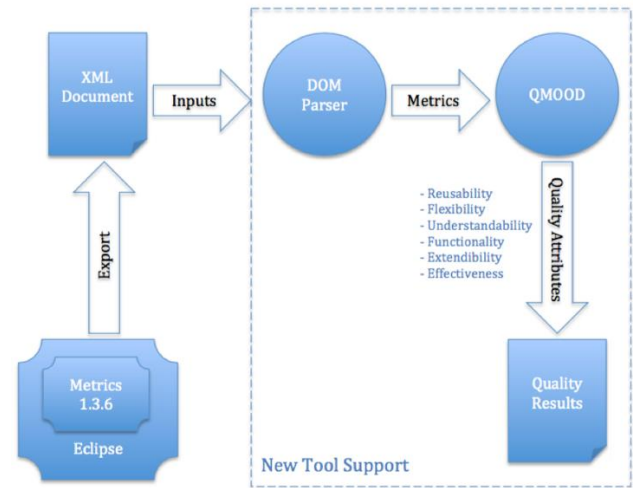 XML
Document
Inputs
DOM
Parser
Metrics
QMOOD
- Reusability
- Flexibility
- Understandability
- Functionality
- Extendibility
- Effectiveness
Quality Attributes
Export
Metrics
1.3.6
Eclipse
Quality
Results
New Tool Support